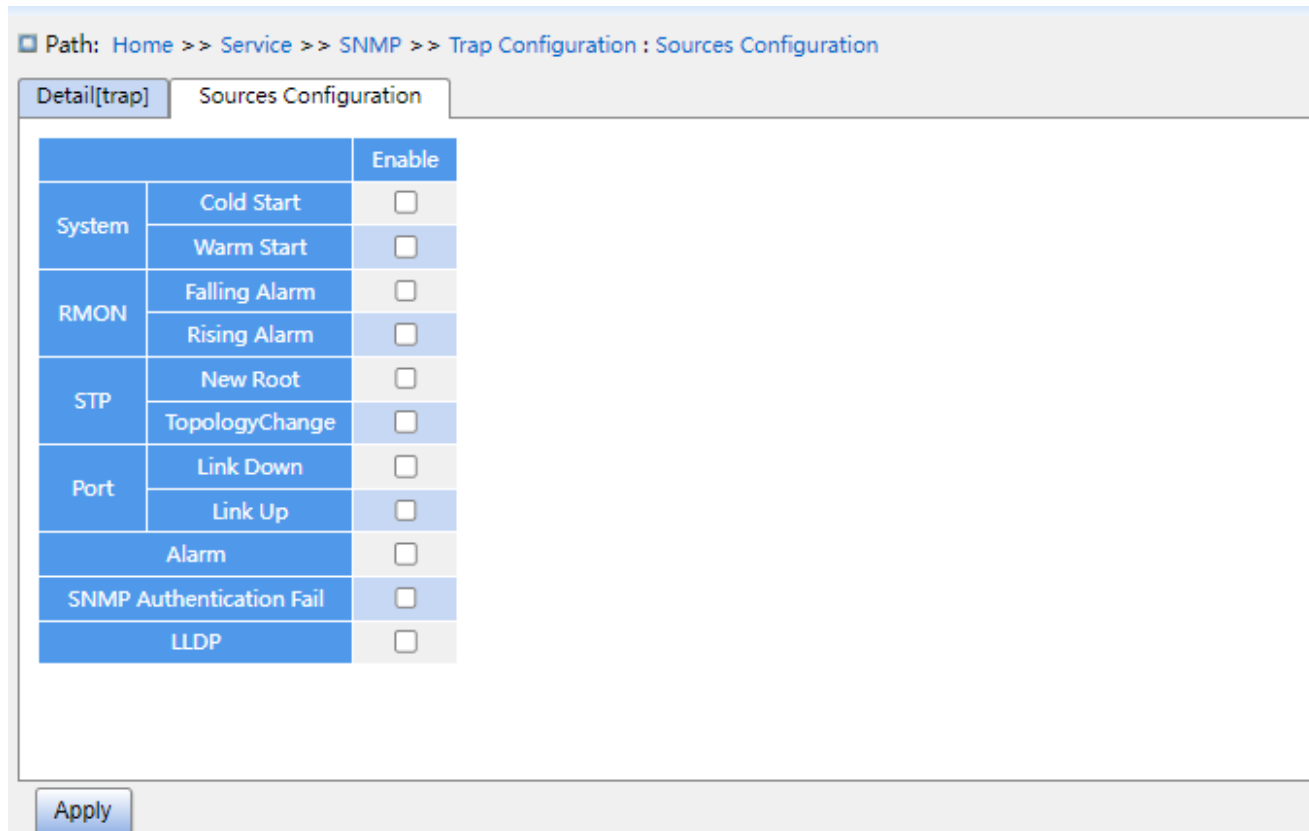 Path: Home >> Service >> SNMP >> Trap Configuration : Sources Configuration
Detail[trap] Sources Configuration
Enable
System
Cold Start
Warm Start
RMON
Falling Alarm
Rising Alarm
STP
New Root
TopologyChange
Port
Link Down
Link Up
Alarm
SNMP Authentication Fail
LLDP
Apply